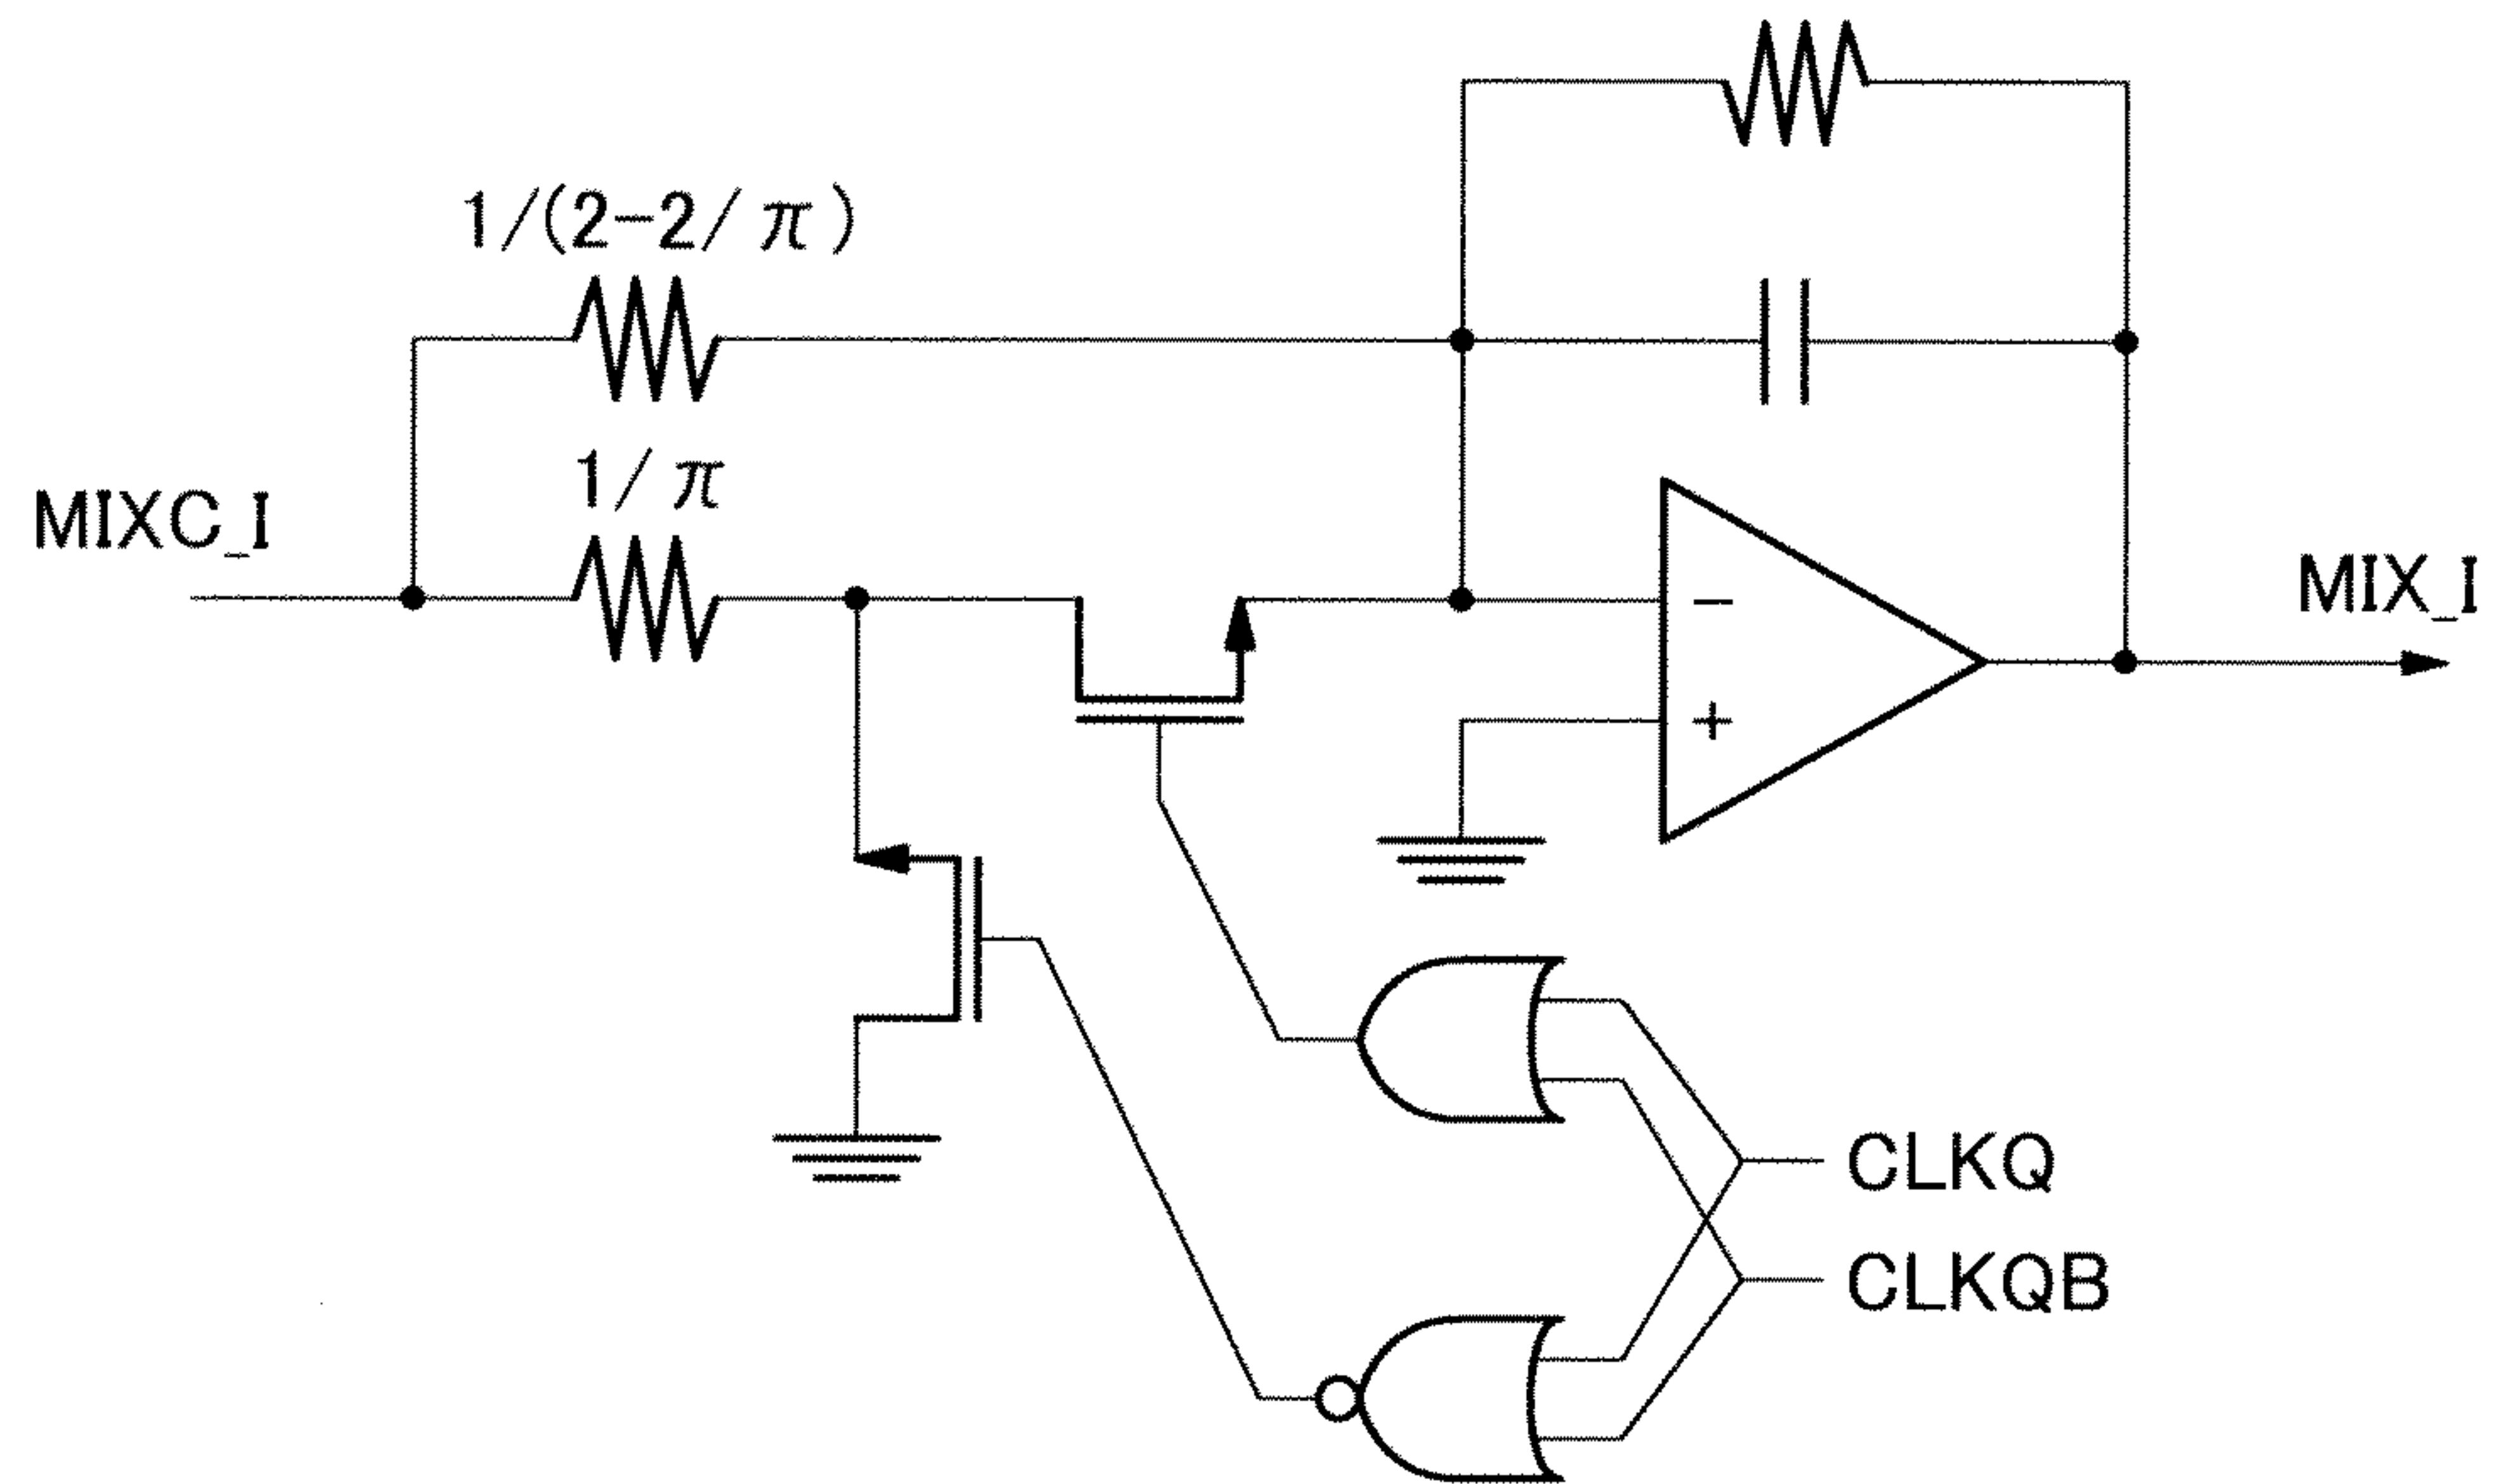 1/(2-2/π)
1/π
MIXC_I
MIX_I
−
+
CLKQ
CLKQB